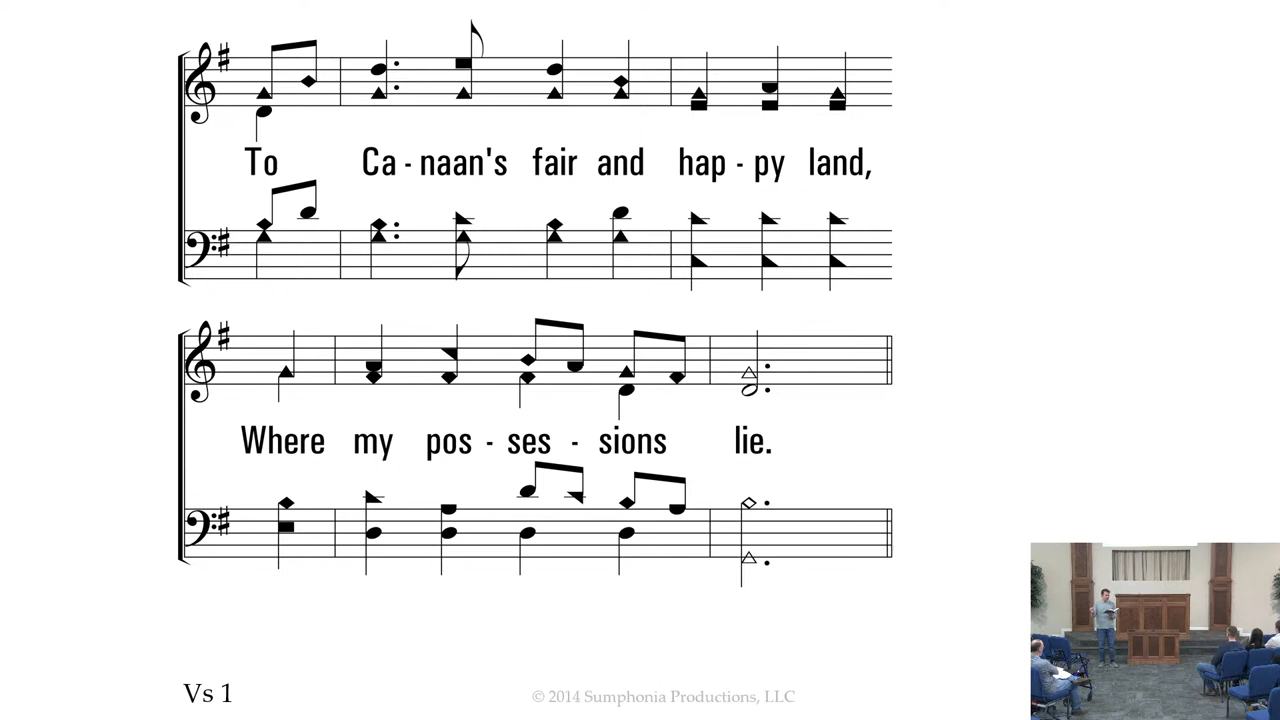 To Ca - naan's fair and hap - py land,
Where my pos - ses - sions lie.
Vs 1
© 2014 Sumphonia Productions, LLC